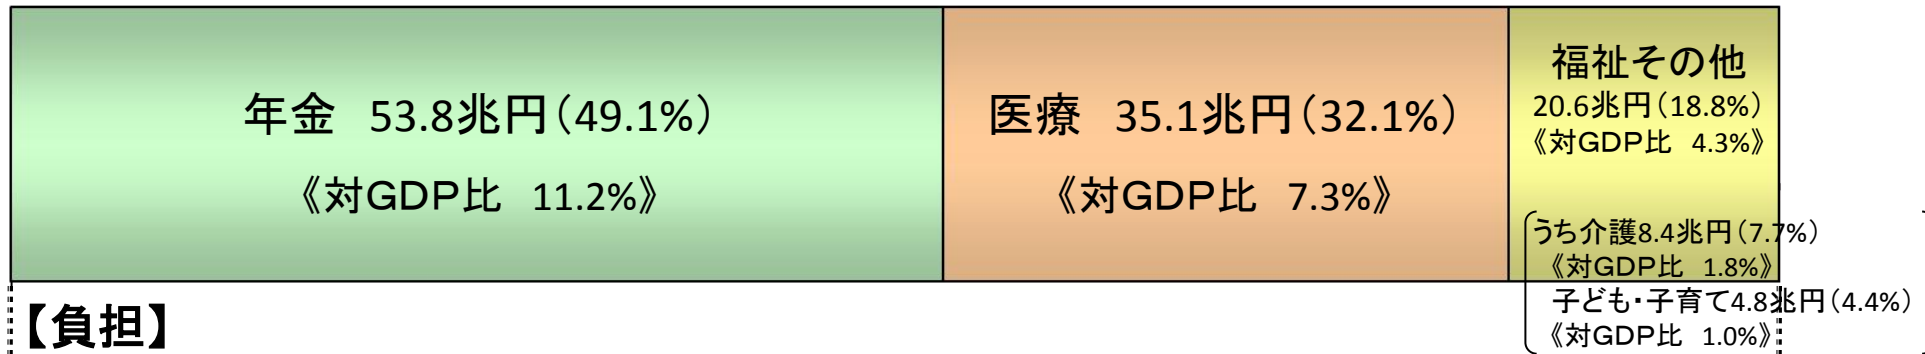 年金　53.8兆円（49.1%）
《対ＧＤＰ比　11.2%》
医療　35.1兆円（32.1%）
《対ＧＤＰ比　7.3%》
福祉その他
20.6兆円（18.8%）
《対ＧＤＰ比　4.3%》
うち介護8.4兆円（7.7%）
《対ＧＤＰ比　1.8%》
子ども・子育て4.8兆円（4.4%）
《対ＧＤＰ比　1.0%》
【負担】